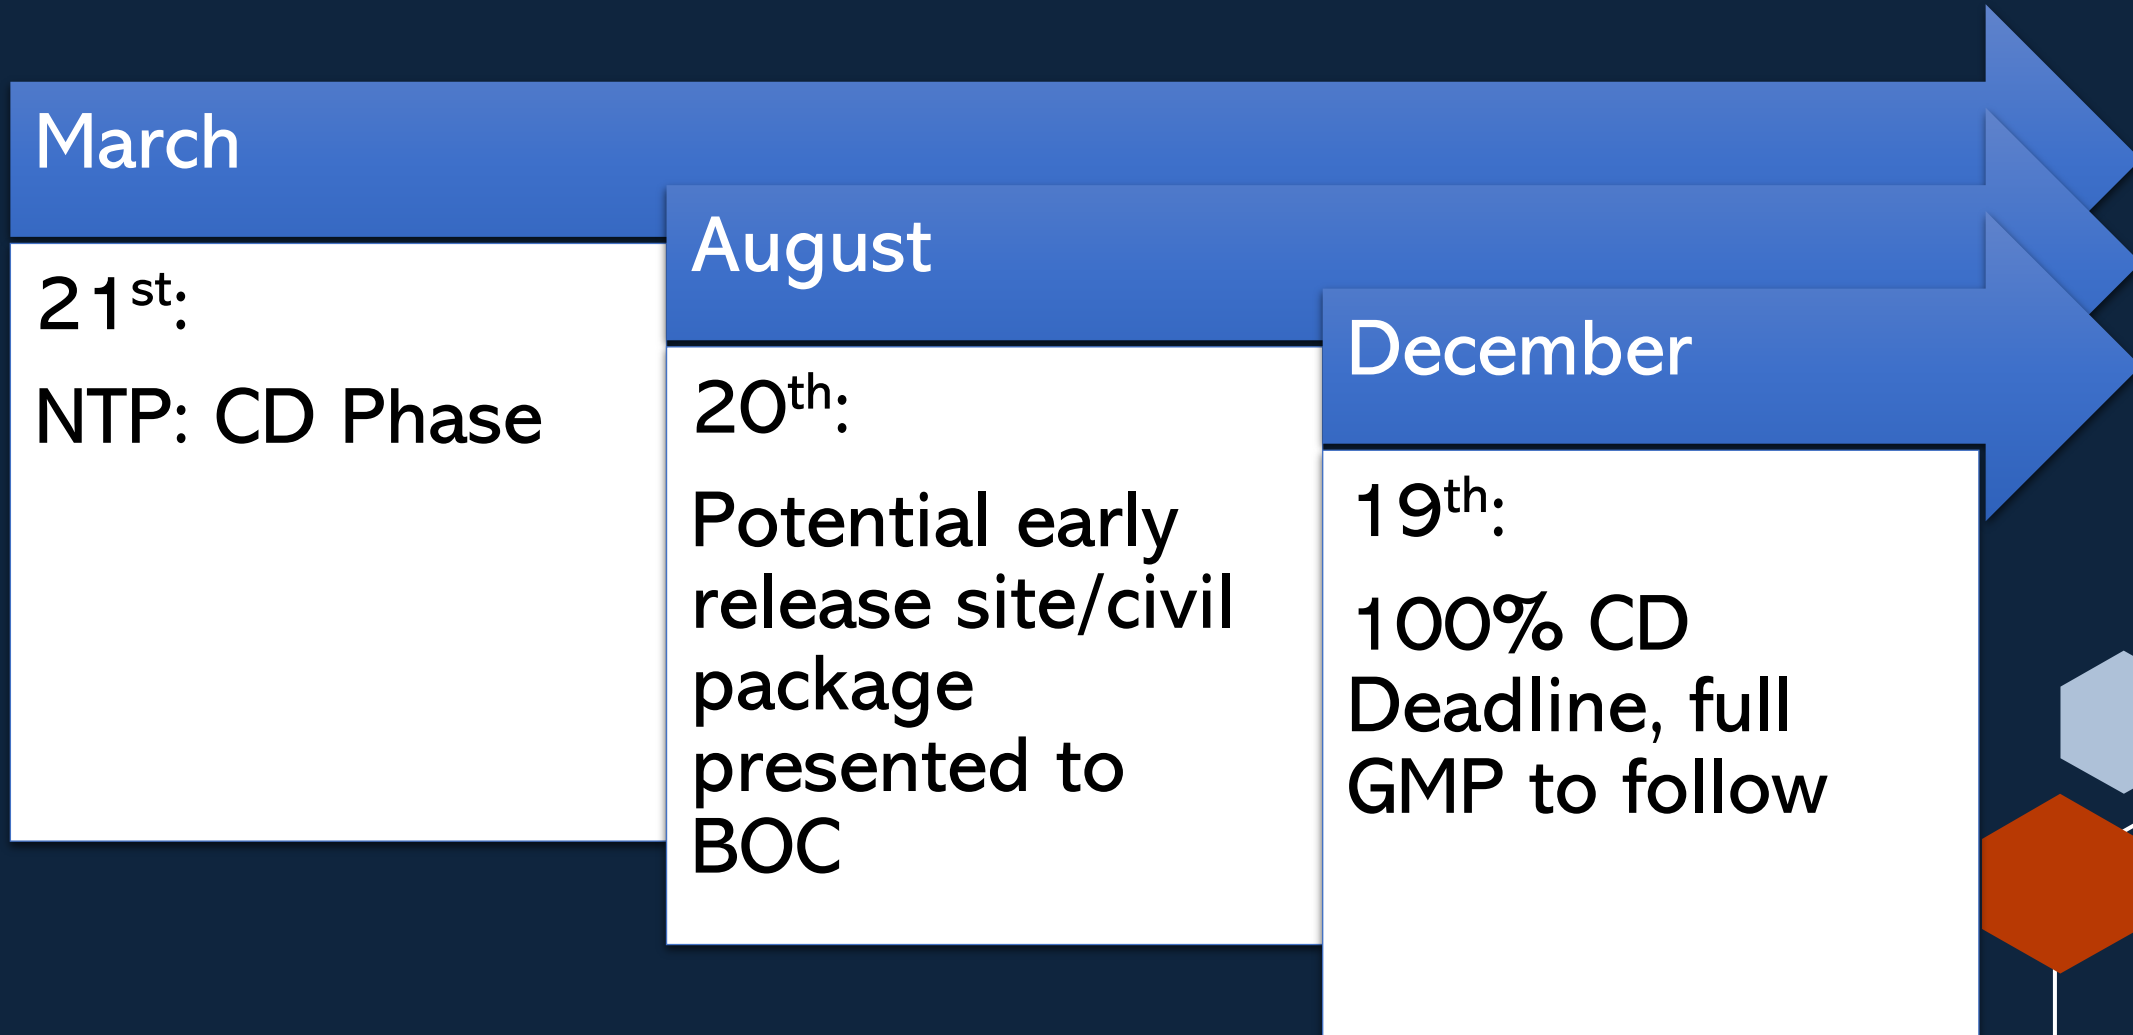 March
21st:
NTP: CD Phase
August
20th:
Potential early
release site/civil
package
presented to
BOC
December
19th:
100% CD
Deadline, full
GMP to follow